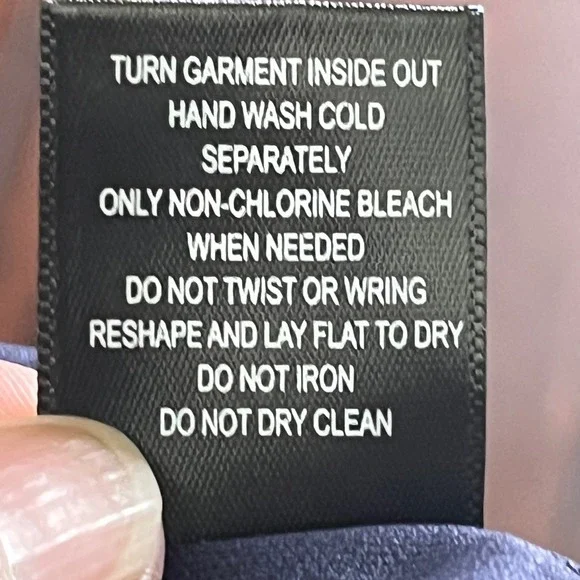 TURN GARMENT INSIDE OUT
HAND WASH COLD
SEPARATELY
ONLY NON-CHLORINE BLEACH
WHEN NEEDED
DO NOT TWIST OR WRING
RESHAPE AND LAY FLAT TO DRY
DO NOT IRON
DO NOT DRY CLEAN